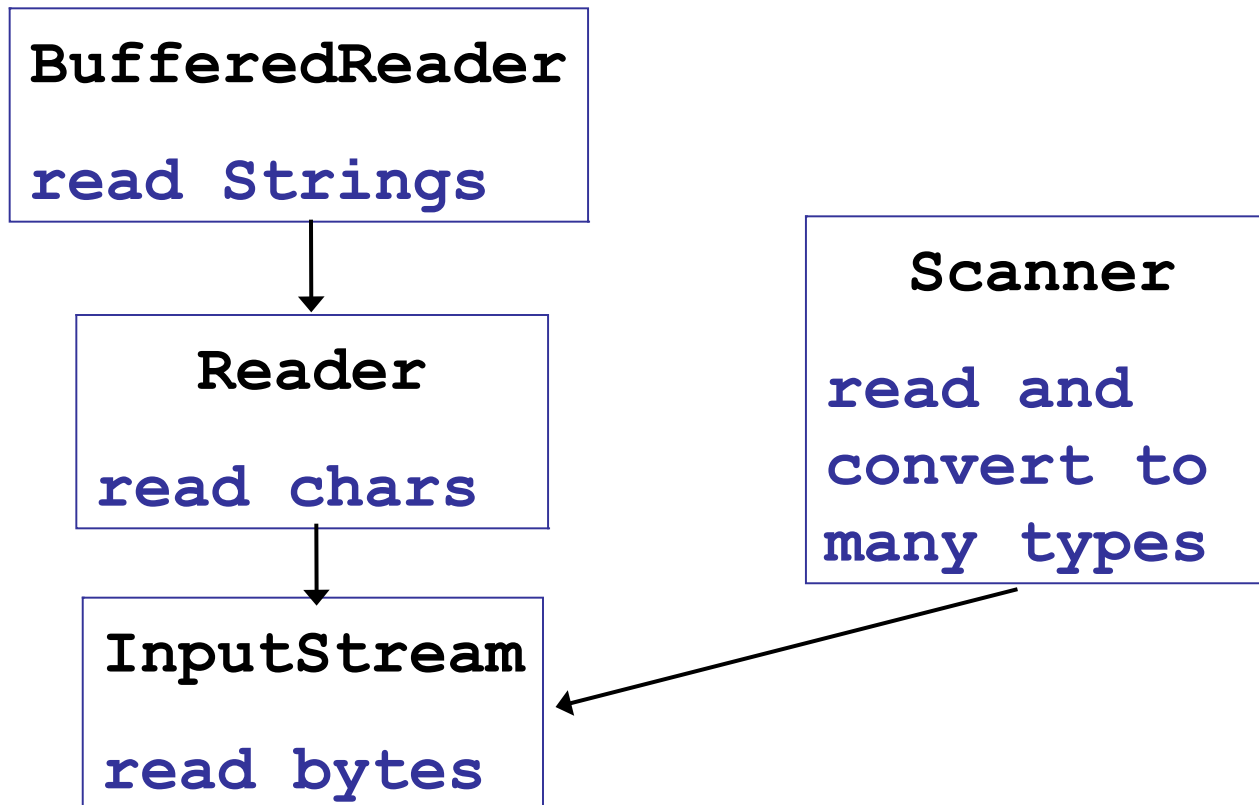 BufferedReader
read Strings
Reader
read chars
InputStream
read bytes
Scanner
read and
convert to
many types